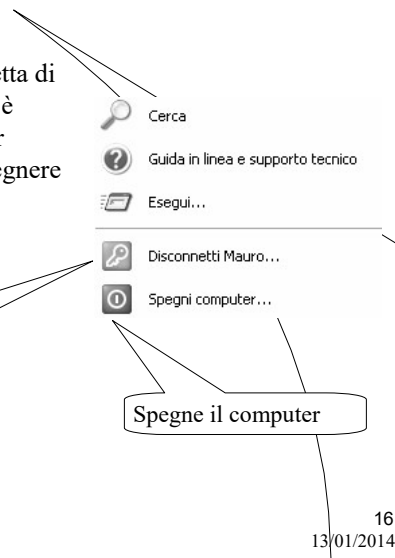 etta di
è
r
egnere
Cerca
Guida in linea e supporto tecnico
Esegui...
Disconnetti Mauro...
Spegni computer...
Spegne il computer
16
13/01/2014